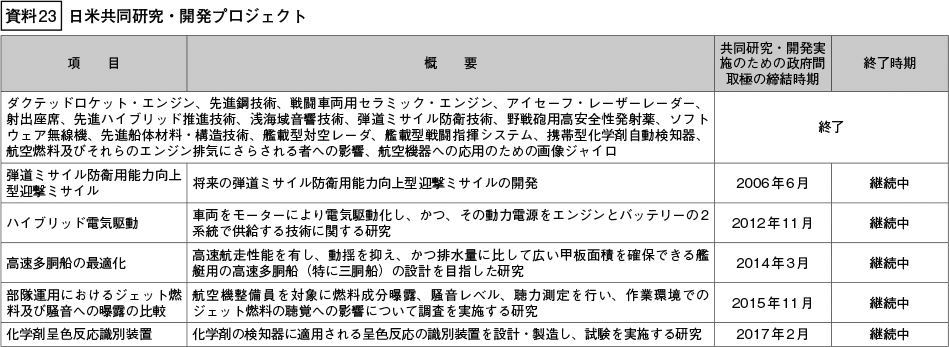 資料23 日米共同研究・開発プロジェクト
項 目 概 要 共同研究・開発実施のための政府間取極の締結時期 終了時期
ダクテッドロケット・エンジン、先進鋼技術、戦闘車両用セラミック・エンジン、アイセーフ・レーザーレーダー、
射出座席、先進ハイブリッド推進技術、浅海域音響技術、弾道ミサイル防衛技術、野戦砲用高安全性発射薬、ソフト
ウェア無線機、先進船体材料・構造技術、艦載型対空レーダ、艦載型戦闘指揮システム、携帯型化学剤自動検知器、
航空燃料及びそれらのエンジン排気にさらされる者への影響、航空機器への応用のための画像ジャイロ
終了
弾道ミサイル防衛用能力向上
型迎撃ミサイル
将来の弾道ミサイル防衛用能力向上型迎撃ミサイルの開発
2006年6月
継続中
ハイブリッド電気駆動
車両をモーターにより電気駆動化し、かつ、その動力電源をエンジンとバッテリーの2
系統で供給する技術に関する研究
2012年11月
継続中
高速多胴船の最適化
高速航走性能を有し、動揺を抑え、かつ排水量に比して広い甲板面積を確保できる艦
艇用の高速多胴船（特に三胴船）の設計を目指した研究
2014年3月
継続中
部隊運用におけるジェット燃
料及び騒音への曝露の比較
航空機整備員を対象に燃料成分曝露、騒音レベル、聴力測定を行い、作業環境での
ジェット燃料の聴覚への影響について調査を実施する研究
2015年11月
継続中
化学剤呈色反応識別装置
化学剤の検知器に適用される呈色反応の識別装置を設計・製造し、試験を実施する研究
2017年2月
継続中